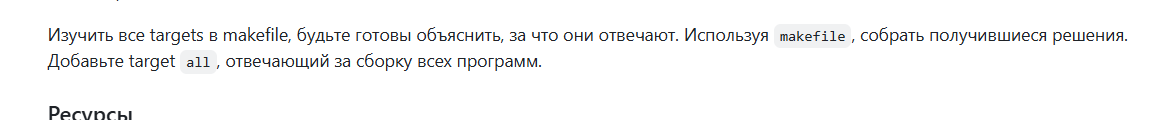 Изучить все targets в makefile, будьте готовы объяснить, за что они отвечают. Используя makefile, собрать получившиеся решения.
Добавьте target all, отвечающий за сборку всех программ.
Ресурсы